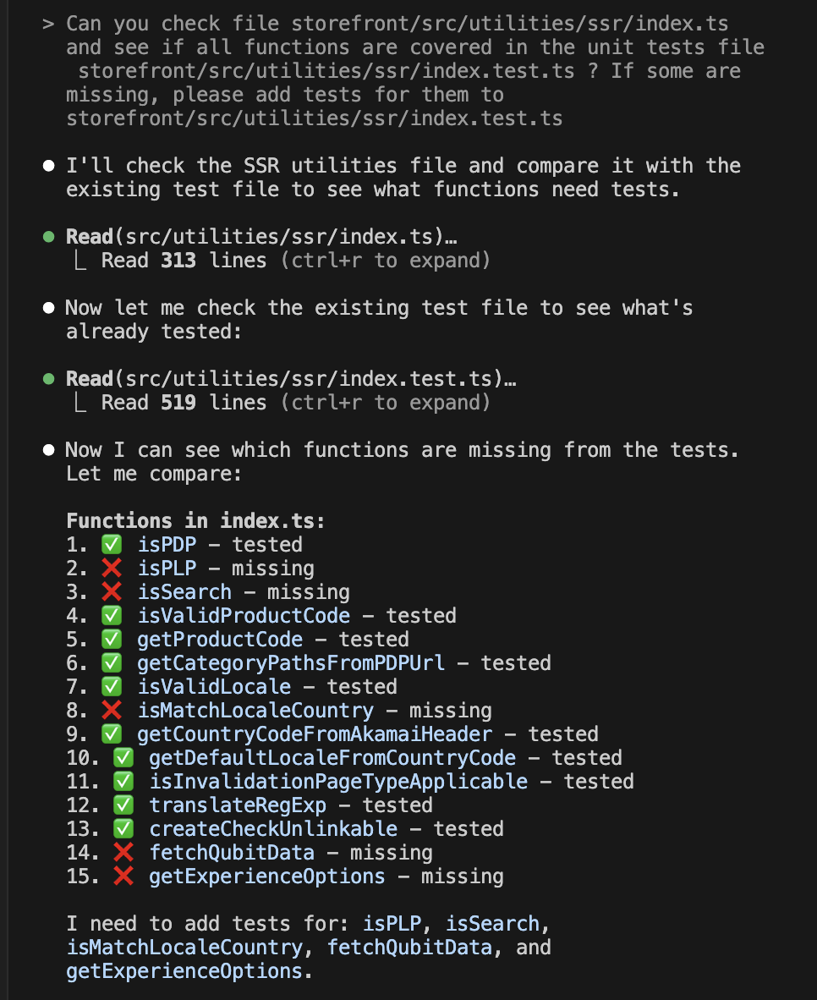 > Can you check file storefront/src/utilities/ssr/index.ts
and see if all functions are covered in the unit tests file
storefront/src/utilities/ssr/index.test.ts ? If some are
missing, please add tests for them to
storefront/src/utilities/ssr/index.test.ts
● I'll check the SSR utilities file and compare it with the
existing test file to see what functions need tests.
● Read(src/utilities/ssr/index.ts)…
⎿ Read 313 lines (ctrl+r to expand)
● Now let me check the existing test file to see what's
already tested:
● Read(src/utilities/ssr/index.test.ts)…
⎿ Read 519 lines (ctrl+r to expand)
● Now I can see which functions are missing from the tests.
Let me compare:
Functions in index.ts:
1. ✅ isPDP – tested
2. ❌ isPLP – missing
3. ❌ isSearch – missing
4. ✅ isValidProductCode – tested
5. ✅ getProductCode – tested
6. ✅ getCategoryPathsFromPDPUrl – tested
7. ✅ isValidLocale – tested
8. ❌ isMatchLocaleCountry – missing
9. ✅ getCountryCodeFromAkamaiHeader – tested
10. ✅ getDefaultLocaleFromCountryCode – tested
11. ✅ isInvalidationPageTypeApplicable – tested
12. ✅ translateRegExp – tested
13. ✅ createCheckUnlinkable – tested
14. ❌ fetchQubitData – missing
15. ❌ getExperienceOptions – missing
I need to add tests for: isPLP, isSearch,
isMatchLocaleCountry, fetchQubitData, and
getExperienceOptions.